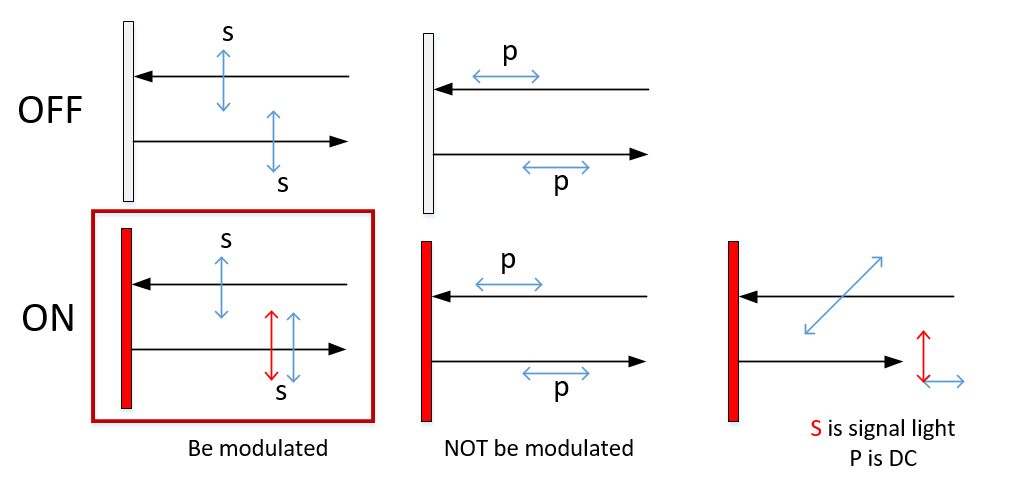 s
p
OFF
s
p
s
p
ON
s
p
Be modulated
NOT be modulated
S is signal light
P is DC